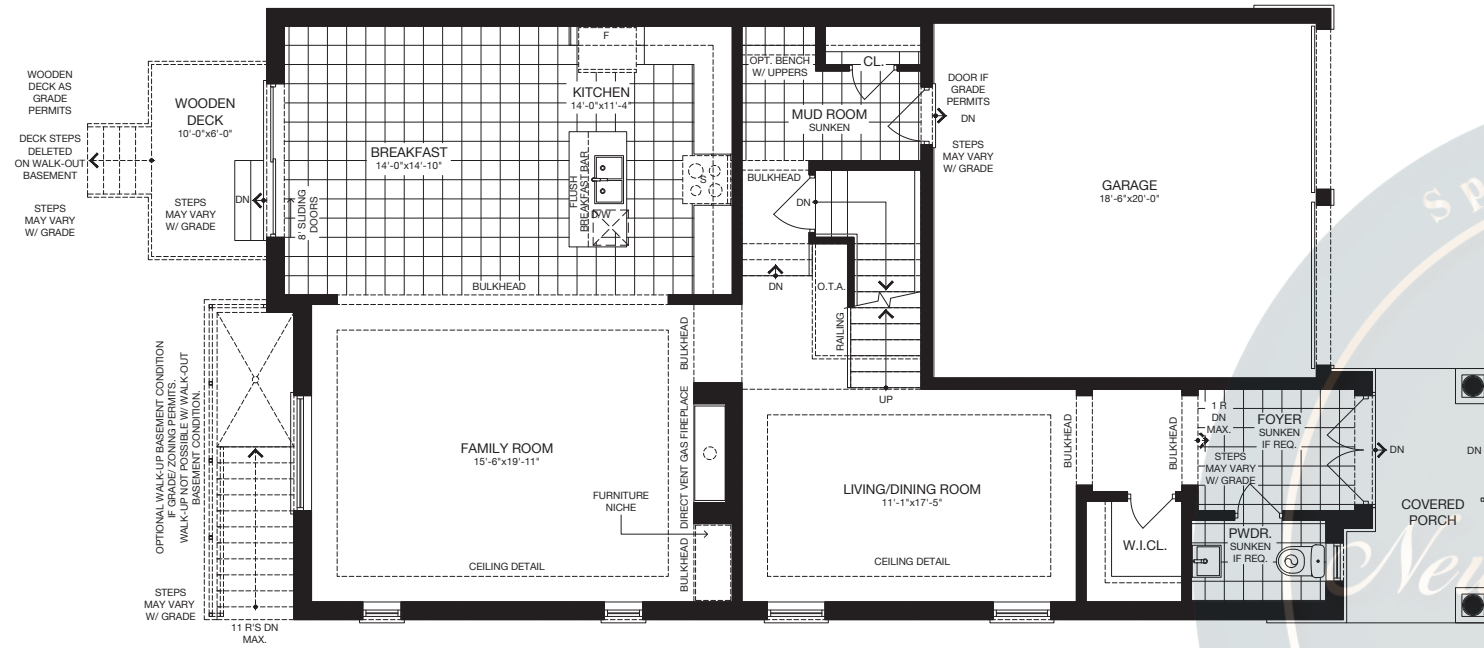 WOODEN
DECK AS
GRADE
PERMITS
DECK STEPS
DELETED
ON WALK-OUT
BASEMENT
STEPS
MAY VARY
W/ GRADE
WOODEN
DECK
10'-0"x6'-0"
DN
STEPS
MAY VARY
W/ GRADE
8' SLIDING
DOORS
BREAKFAST
14'-0"x14'-10"
F
KITCHEN
14'-0"x11'-4"
FLUSH
BREAKFAST BAR
D/W
S
BULKHEAD
OPT. BENCH
W/ UPPERS
CL.
MUD ROOM
SUNKEN
BULKHEAD
DN
DN
O.T.A.
RAILING
UP
DOOR IF
GRADE
PERMITS
DN
STEPS
MAY VARY
W/ GRADE
GARAGE
18'-6"x20'-0"
OPTIONAL WALK-UP BASEMENT CONDITION
IF GRADE/ ZONING PERMITS.
WALK-UP NOT POSSIBLE W/ WALK-OUT
BASEMENT CONDITION.
STEPS
MAY VARY
W/ GRADE
11 R'S DN
MAX.
FAMILY ROOM
15'-6"x19'-11"
CEILING DETAIL
FURNITURE
NICHE
BULKHEAD
DIRECT VENT GAS FIREPLACE
BULKHEAD
LIVING/DINING ROOM
11'-1"x17'-5"
CEILING DETAIL
BULKHEAD
BULKHEAD
W.I.CL.
1 R
DN
MAX.
FOYER
SUNKEN
IF REQ.
STEPS
MAY VARY
W/ GRADE
PWDR.
SUNKEN
IF REQ.
DN
DN
COVERED
PORCH